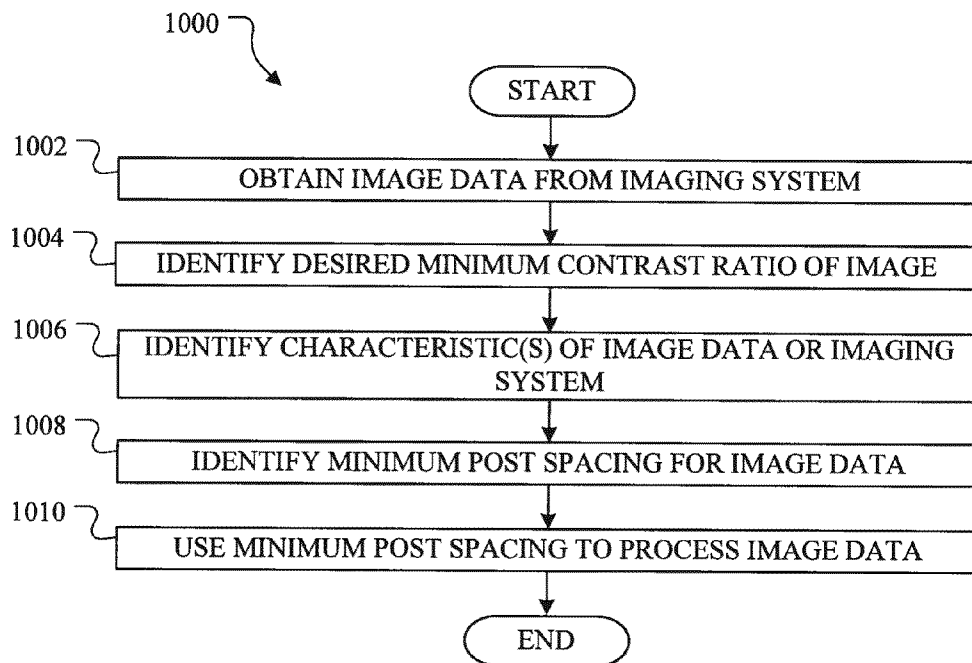 1000
START
1002
OBTAIN IMAGE DATA FROM IMAGING SYSTEM
1004
IDENTIFY DESIRED MINIMUM CONTRAST RATIO OF IMAGE
1006
IDENTIFY CHARACTERISTIC(S) OF IMAGE DATA OR IMAGING
SYSTEM
1008
IDENTIFY MINIMUM POST SPACING FOR IMAGE DATA
1010
USE MINIMUM POST SPACING TO PROCESS IMAGE DATA
END